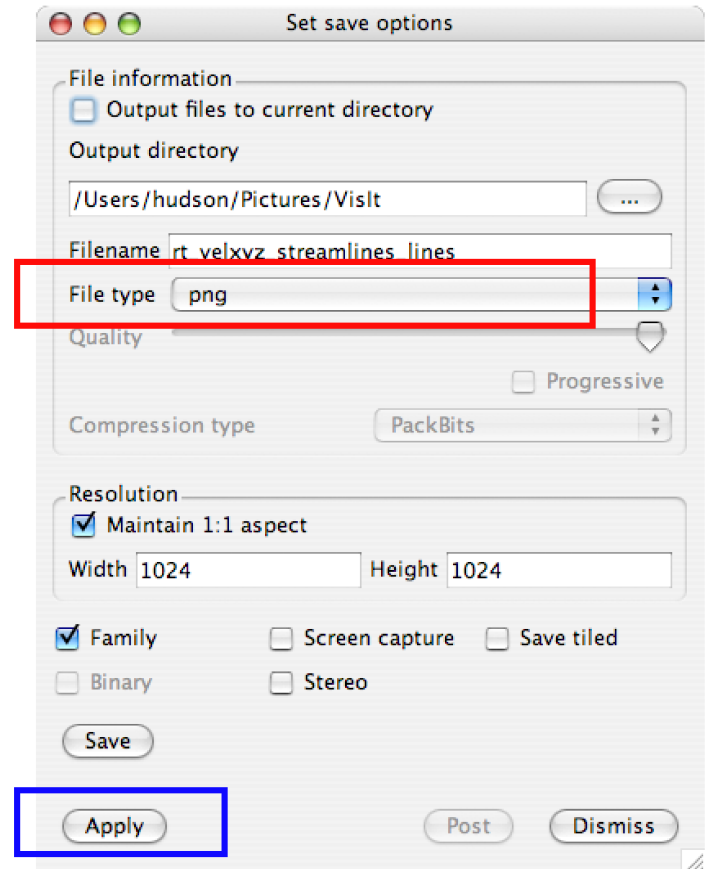 Set save options
File information
Output files to current directory
Output directory
/Users/hudson/Pictures/VisIt
...
Filename rt_velxyz_streamlines_lines
File type png
Quality
Progressive
Compression type PackBits
Resolution
Maintain 1:1 aspect
Width 1024 Height 1024
Family Screen capture Save tiled
Binary Stereo
Save
Apply Post Dismiss